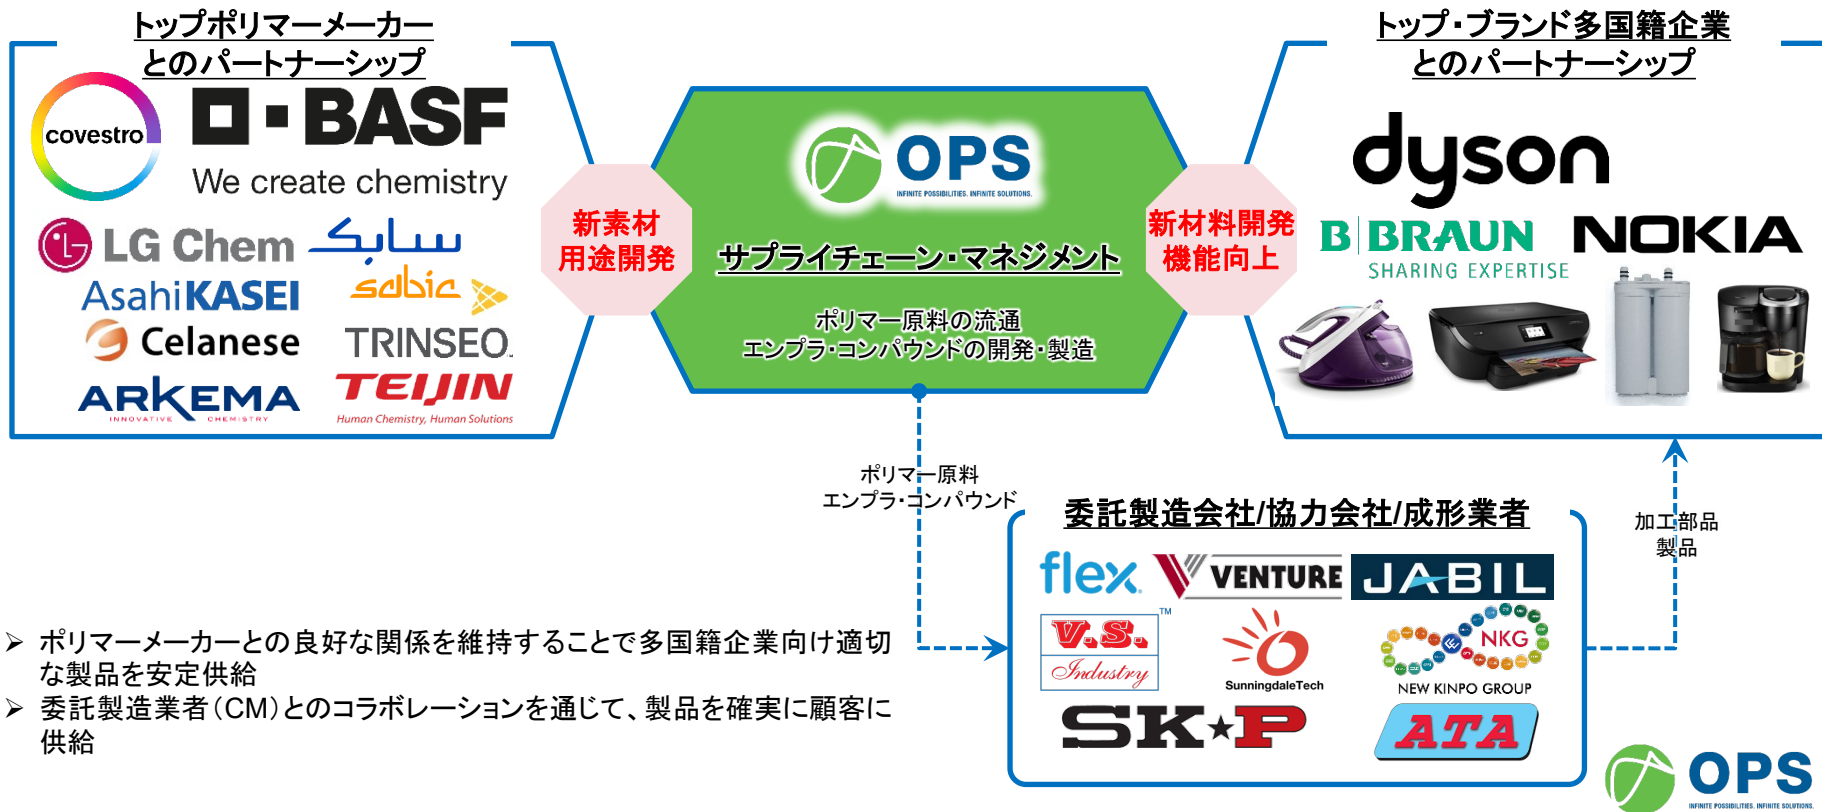 トップポリマーメーカー
とのパートナーシップ
covestro
BASF
We create chemistry
LG Chem
سابك
sabic
AsahiKASEI
Celanese
TRINSEO
ARKEMA
INNOVATIVE CHEMISTRY
TEIJIN
Human Chemistry, Human Solutions
新素材
用途開発
OPS
INFINITE POSSIBILITIES. INFINITE SOLUTIONS.
サプライチェーン・マネジメント
ポリマー原料の流通
エンプラ・コンパウンドの開発・製造
新材料開発
機能向上
トップ・ブランド多国籍企業
とのパートナーシップ
dyson
B|BRAUN
SHARING EXPERTISE
NOKIA
ポリマー原料
エンプラ・コンパウンド
委託製造会社/協力会社/成形業者
flex.
VENTURE
JABIL
V.S.
Industry
TM
SunningdaleTech
NKG
NEW KINPO GROUP
SK★P
ATA
加工部品
製品
➢ ポリマーメーカーとの良好な関係を維持することで多国籍企業向け適切
な製品を安定供給
➢ 委託製造業者（CM）とのコラボレーションを通じて、製品を確実に顧客に
供給
OPS
INFINITE POSSIBILITIES. INFINITE SOLUTIONS.